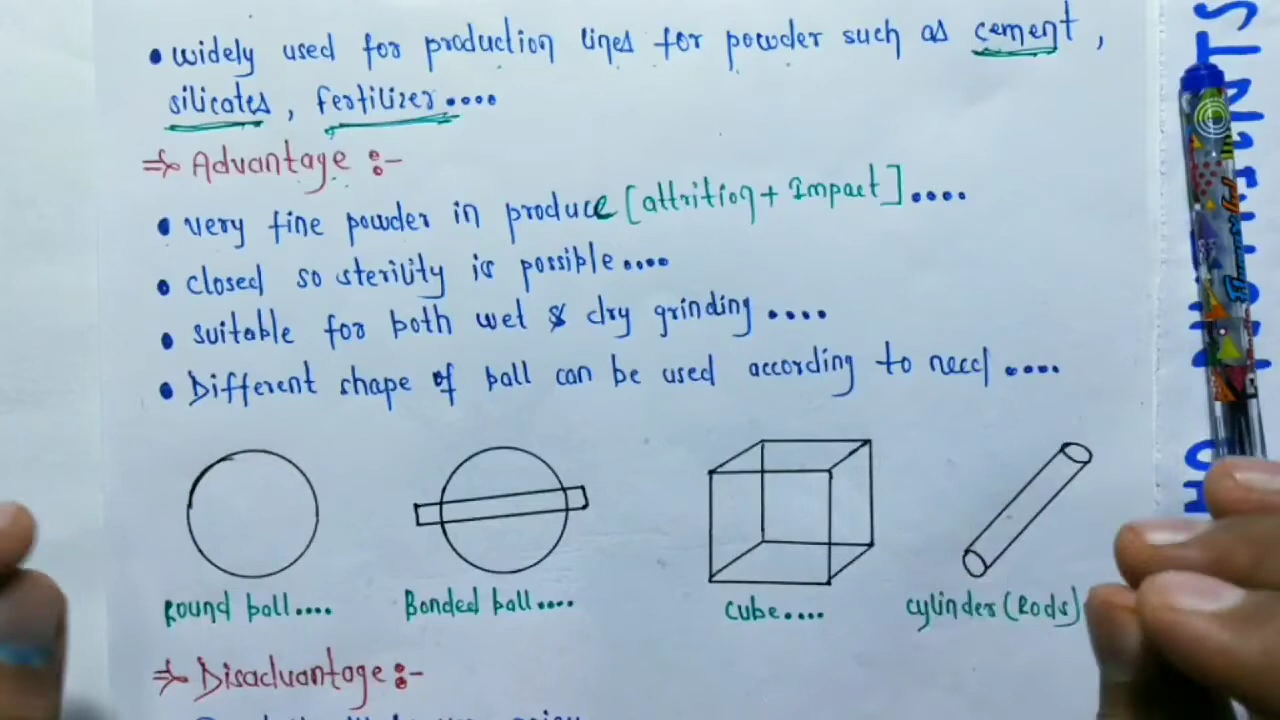 • widely used for production lines for powder such as cement,
silicates, fertilizer....
=> Advantage :-
• very fine powder in produce [attrition + Impact]....
• closed so sterility is possible....
• suitable for both wet & dry grinding....
• Different shape of ball can be used according to need....
Round ball....
Bonded ball....
cube....
cylinder (Rods)
=> Disadvantage :-